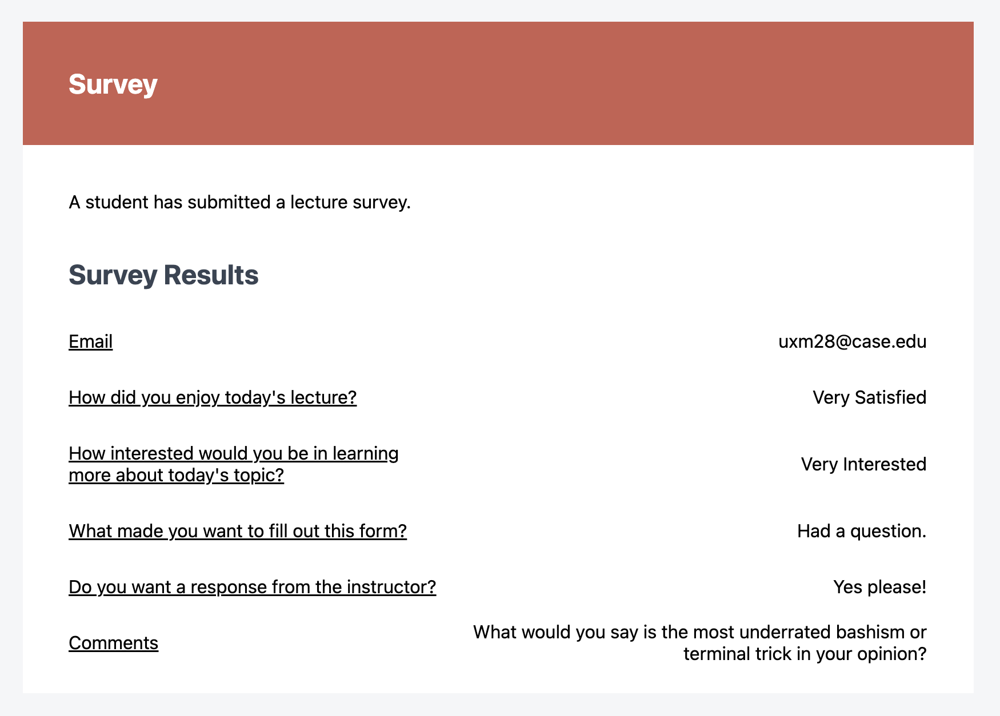 Survey
A student has submitted a lecture survey.
Survey Results
Email
uxm28@case.edu
How did you enjoy today's lecture?
Very Satisfied
How interested would you be in learning
more about today's topic?
Very Interested
What made you want to fill out this form?
Had a question.
Do you want a response from the instructor?
Yes please!
Comments
What would you say is the most underrated bashism or
terminal trick in your opinion?